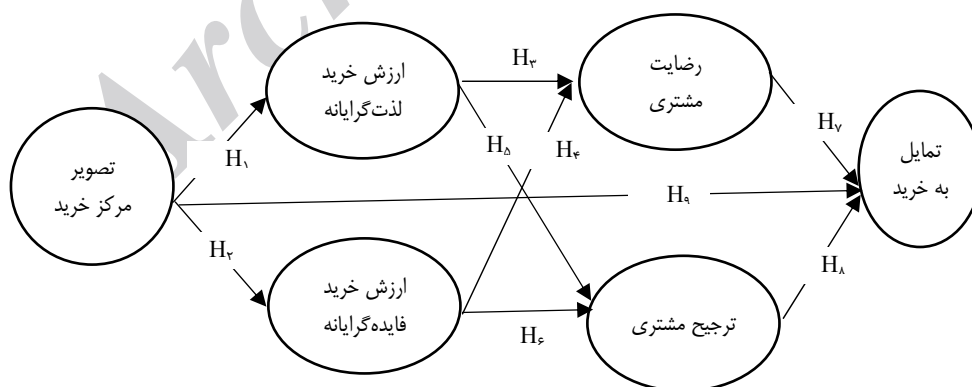 Arc
تصویر
مرکز خرید
ارزش خرید
لذت‌گرایانه
ارزش خرید
فایده‌گرایانه
رضایت
مشتری
ترجیح مشتری
تمایل
به خرید
H۱
H۲
H۳
H۴
H۵
H۶
H۷
H۸
H۹